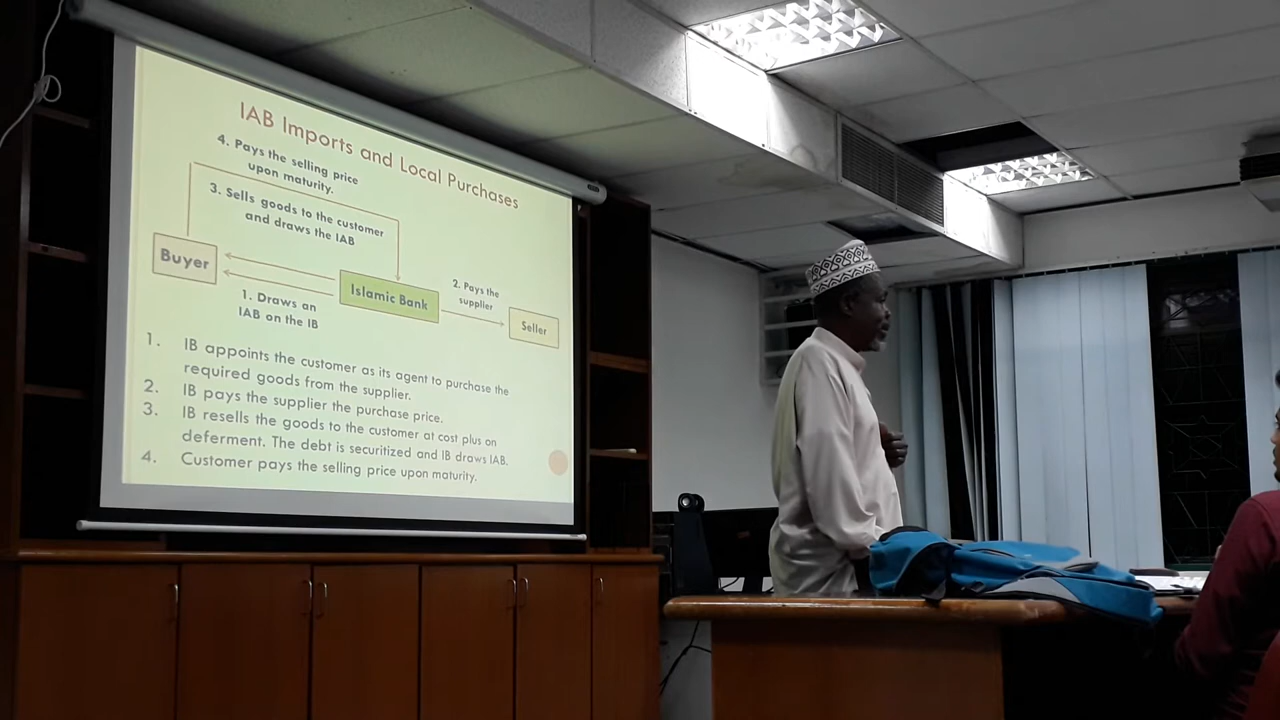 IAB Imports and Local Purchases
4. Pays the selling price
upon maturity.
3. Sells goods to the customer
and draws the IAB
Buyer
Islamic Bank
2. Pays the
supplier
Seller
1. Draws an
IAB on the IB
1. IB appoints the customer as its agent to purchase the
required goods from the supplier.
2. IB pays the supplier the purchase price.
3. IB resells the goods to the customer at cost plus on
deferment. The debt is securitized and IB draws IAB.
4. Customer pays the selling price upon maturity.